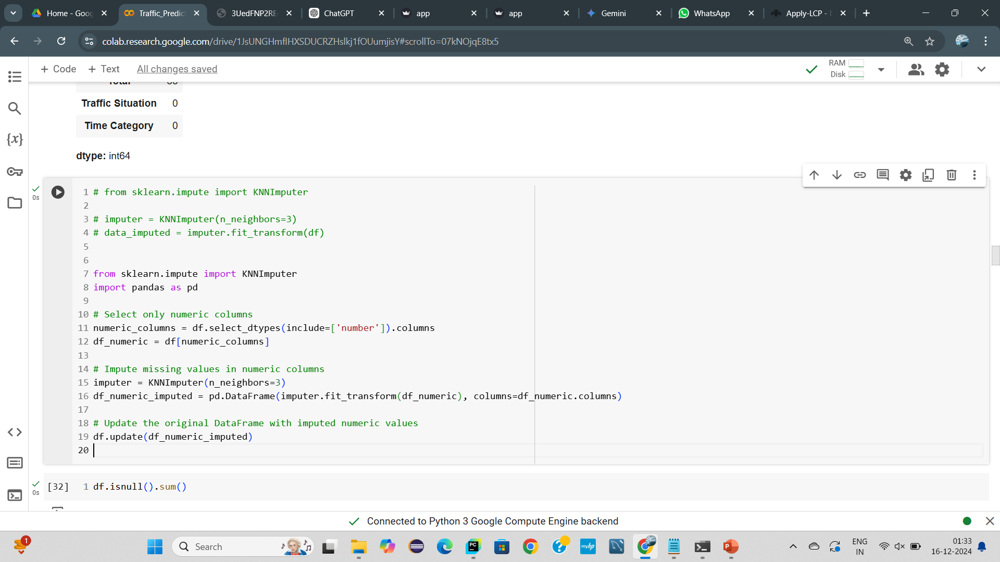 Home - Goog
Traffic_Predic
3UedFNP2RE
ChatGPT
app
app
Gemini
WhatsApp
Apply-LCP -
colab.research.google.com/drive/1JsUNGHmflHXSDUCRZHslkj1fOUumjisY#scrollTo=07kNOjqE8tx5
+ Code + Text All changes saved
RAM
Disk
Traffic Situation 0
Time Category 0
dtype: int64
0s
1 # from sklearn.impute import KNNImputer
2
3 # imputer = KNNImputer(n_neighbors=3)
4 # data_imputed = imputer.fit_transform(df)
5
6
7 from sklearn.impute import KNNImputer
8 import pandas as pd
9
10 # Select only numeric columns
11 numeric_columns = df.select_dtypes(include=['number']).columns
12 df_numeric = df[numeric_columns]
13
14 # Impute missing values in numeric columns
15 imputer = KNNImputer(n_neighbors=3)
16 df_numeric_imputed = pd.DataFrame(imputer.fit_transform(df_numeric), columns=df_numeric.columns)
17
18 # Update the original DataFrame with imputed numeric values
19 df.update(df_numeric_imputed)
20
0s
[32] 1 df.isnull().sum()
Connected to Python 3 Google Compute Engine backend
1
Search
PC
myhp
P
ENG
IN
01:33
16-12-2024